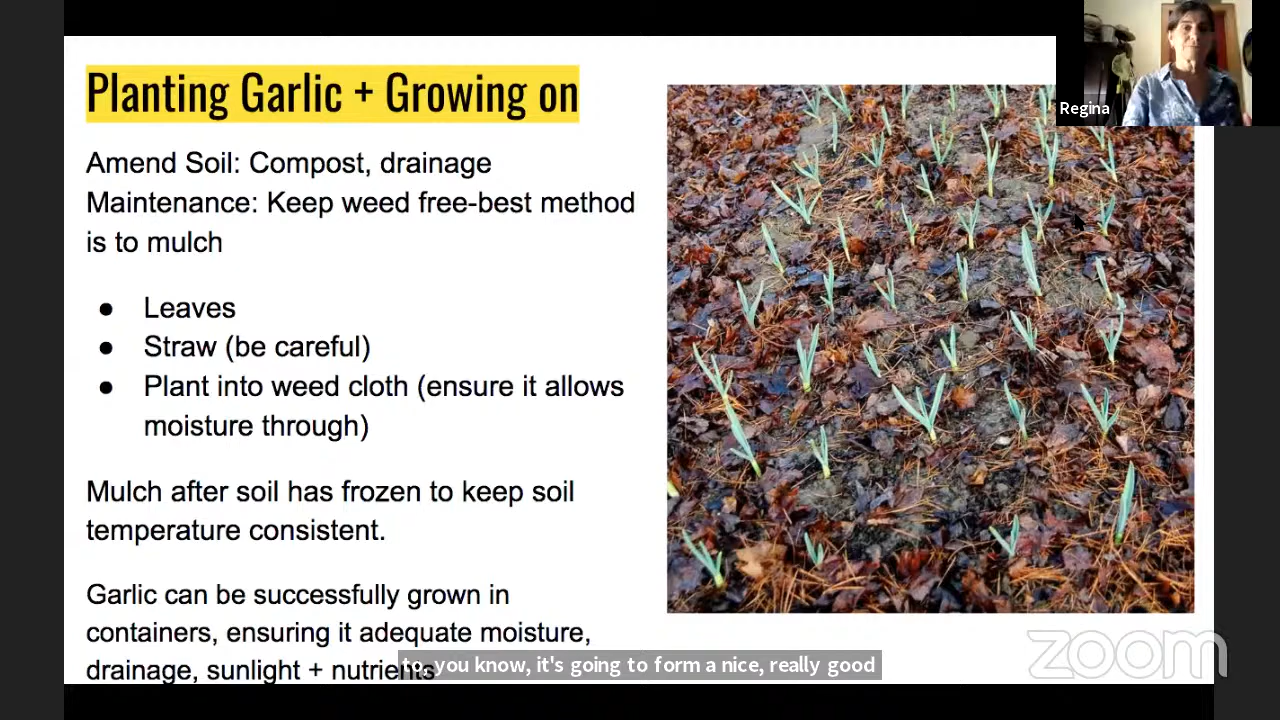 Planting Garlic + Growing on
Regina
Amend Soil: Compost, drainage
Maintenance: Keep weed free-best method
is to mulch
● Leaves
● Straw (be careful)
● Plant into weed cloth (ensure it allows
moisture through)
Mulch after soil has frozen to keep soil
temperature consistent.
Garlic can be successfully grown in
containers, ensuring it adequate moisture,
drainage, sunlight + nutrients
to, you know, it's going to form a nice, really good
zoom